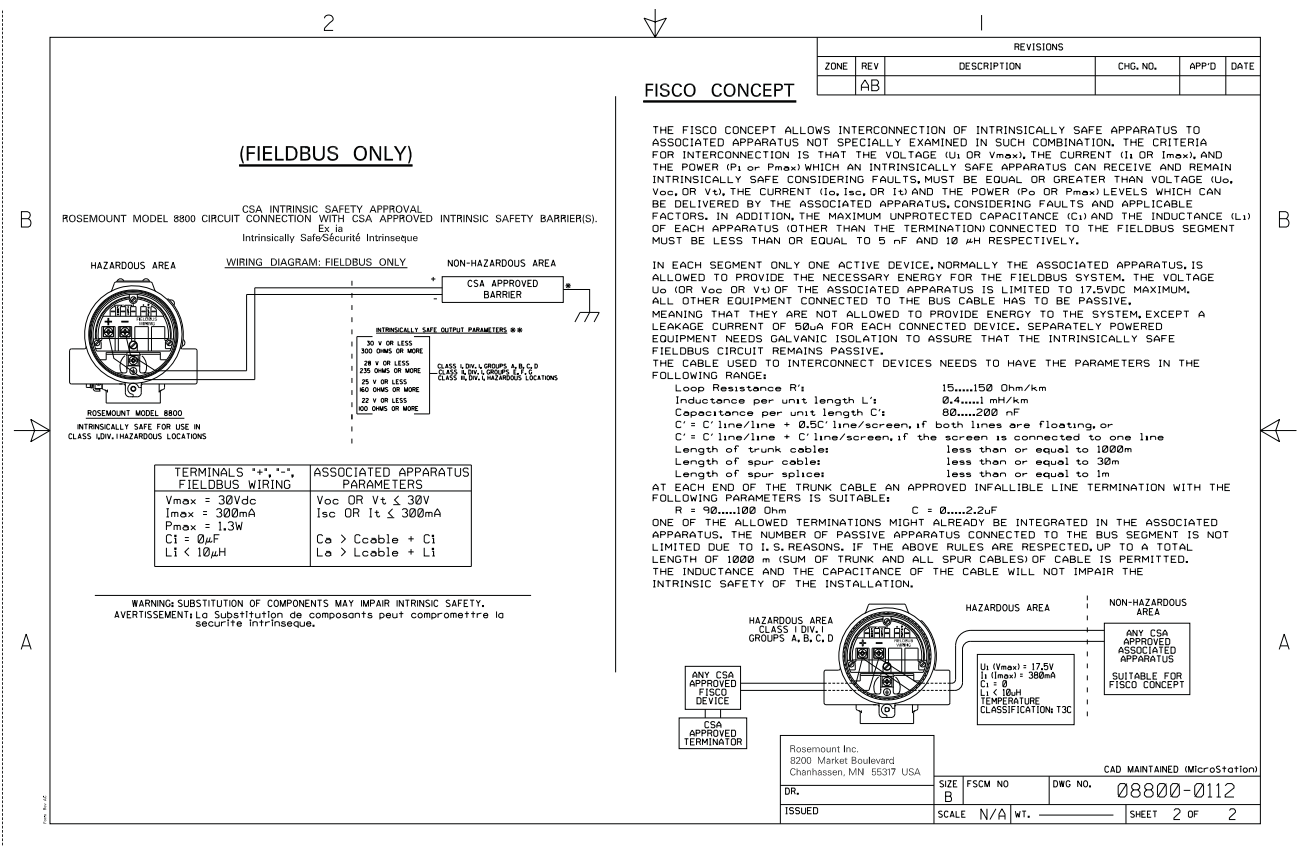 2
1
REVISIONS
ZONE REV DESCRIPTION CHG. NO. APP'D DATE
AB
(FIELDBUS ONLY)
CSA INTRINSIC SAFETY APPROVAL
ROSEMOUNT MODEL 8800 CIRCUIT CONNECTION WITH CSA APPROVED INTRINSIC SAFETY BARRIER(S).
Ex ia
Intrinsically Safe/Sécurité Intrinseque
B
HAZARDOUS AREA
WIRING DIAGRAM: FIELDBUS ONLY
NON-HAZARDOUS AREA
+
-
CSA APPROVED
BARRIER
*
FIELDBUS
WIRING
+ -
INTRINSICALLY SAFE OUTPUT PARAMETERS **
30 V OR LESS
300 OHMS OR MORE
28 V OR LESS
235 OHMS OR MORE
25 V OR LESS
160 OHMS OR MORE
22 V OR LESS
100 OHMS OR MORE
CLASS I, DIV. I, GROUPS A, B, C, D
CLASS II, DIV. I, GROUPS E, F, G
CLASS III, DIV. I, HAZARDOUS LOCATIONS
ROSEMOUNT MODEL 8800
INTRINSICALLY SAFE FOR USE IN
CLASS I, DIV. I HAZARDOUS LOCATIONS
TERMINALS "+", "-", ASSOCIATED APPARATUS
FIELDBUS WIRING PARAMETERS
Vmax = 30Vdc Voc OR Vt ≤ 30V
Imax = 300mA Isc OR It ≤ 300mA
Pmax = 1.3W
Ci = 0µF Ca > Ccable + Ci
Li < 10µH La > Lcable + Li
WARNING: SUBSTITUTION OF COMPONENTS MAY IMPAIR INTRINSIC SAFETY.
AVERTISSEMENT: La Substitution de composants peut compromettre la
securite intrinseque.
A
FISCO CONCEPT
THE FISCO CONCEPT ALLOWS INTERCONNECTION OF INTRINSICALLY SAFE APPARATUS TO
ASSOCIATED APPARATUS NOT SPECIALLY EXAMINED IN SUCH COMBINATION. THE CRITERIA
FOR INTERCONNECTION IS THAT THE VOLTAGE (Ui OR Vmax), THE CURRENT (Ii OR Imax), AND
THE POWER (Pi or Pmax) WHICH AN INTRINSICALLY SAFE APPARATUS CAN RECEIVE AND REMAIN
INTRINSICALLY SAFE CONSIDERING FAULTS, MUST BE EQUAL OR GREATER THAN VOLTAGE (Uo,
Voc, OR Vt), THE CURRENT (Io, Isc, OR It) AND THE POWER (Po OR Pmax) LEVELS WHICH CAN
BE DELIVERED BY THE ASSOCIATED APPARATUS, CONSIDERING FAULTS AND APPLICABLE
FACTORS. IN ADDITION, THE MAXIMUM UNPROTECTED CAPACITANCE (Ci) AND THE INDUCTANCE (Li)
OF EACH APPARATUS (OTHER THAN THE TERMINATION) CONNECTED TO THE FIELDBUS SEGMENT
MUST BE LESS THAN OR EQUAL TO 5 nF AND 10 µH RESPECTIVELY.
B
IN EACH SEGMENT ONLY ONE ACTIVE DEVICE, NORMALLY THE ASSOCIATED APPARATUS, IS
ALLOWED TO PROVIDE THE NECESSARY ENERGY FOR THE FIELDBUS SYSTEM. THE VOLTAGE
Uo (OR Voc OR Vt) OF THE ASSOCIATED APPARATUS IS LIMITED TO 17.5VDC MAXIMUM.
ALL OTHER EQUIPMENT CONNECTED TO THE BUS CABLE HAS TO BE PASSIVE.
MEANING THAT THEY ARE NOT ALLOWED TO PROVIDE ENERGY TO THE SYSTEM, EXCEPT A
LEAKAGE CURRENT OF 50uA FOR EACH CONNECTED DEVICE. SEPARATELY POWERED
EQUIPMENT NEEDS GALVANIC ISOLATION TO ASSURE THAT THE INTRINSICALLY SAFE
FIELDBUS CIRCUIT REMAINS PASSIVE.
THE CABLE USED TO INTERCONNECT DEVICES NEEDS TO HAVE THE PARAMETERS IN THE
FOLLOWING RANGE:
Loop Resistance R': 15.....150 Ohm/km
Inductance per unit length L': 0.4.....1 mH/km
Capacitance per unit length C': 80.....200 nF
C' = C' line/line + 0.5C' line/screen, if both lines are floating, or
C' = C' line/line + C' line/screen, if the screen is connected to one line
Length of trunk cable: less than or equal to 1000m
Length of spur cable: less than or equal to 30m
Length of spur splice: less than or equal to 1m
AT EACH END OF THE TRUNK CABLE AN APPROVED INFALLIBLE LINE TERMINATION WITH THE
FOLLOWING PARAMETERS IS SUITABLE:
R = 90.....100 Ohm C = 0.....2.2uF
ONE OF THE ALLOWED TERMINATIONS MIGHT ALREADY BE INTEGRATED IN THE ASSOCIATED
APPARATUS. THE NUMBER OF PASSIVE APPARATUS CONNECTED TO THE BUS SEGMENT IS NOT
LIMITED DUE TO I. S. REASONS. IF THE ABOVE RULES ARE RESPECTED, UP TO A TOTAL
LENGTH OF 1000 m (SUM OF TRUNK AND ALL SPUR CABLES) OF CABLE IS PERMITTED.
THE INDUCTANCE AND THE CAPACITANCE OF THE CABLE WILL NOT IMPAIR THE
INTRINSIC SAFETY OF THE INSTALLATION.
HAZARDOUS AREA
CLASS I DIV. I
GROUPS A, B, C, D
FIELDBUS
WIRING
+ -
HAZARDOUS AREA
NON-HAZARDOUS
AREA
ANY CSA
APPROVED
ASSOCIATED
APPARATUS
SUITABLE FOR
FISCO CONCEPT
Ui (Vmax) = 17.5V
Ii (Imax) = 380mA
Ci = 0
Li < 10uH
TEMPERATURE
CLASSIFICATION: T3C
ANY CSA
APPROVED
FISCO
DEVICE
CSA
APPROVED
TERMINATOR
A
Rosemount Inc.
8200 Market Boulevard
Chanhassen, MN 55317 USA
CAD MAINTAINED (MicroStation)
DR.
ISSUED
SIZE B
FSCM NO
DWG NO. 08800-0112
SCALE N/A WT. SHEET 2 OF 2
Form Rev AC